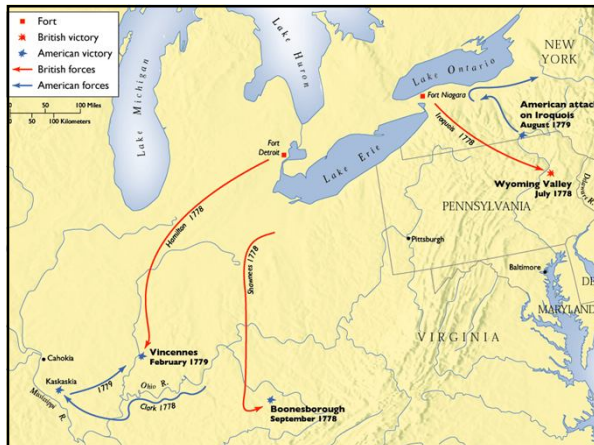 Fort
British victory
American victory
British forces
American forces
0 50 100 Miles
0 50 100 Kilometers
Lake Michigan
Lake Huron
Lake Ontario
NEW
YORK
Fort Niagara
American attack
on Iroquois
August 1779
Iroquois 1778
Fort
Detroit
Lake Erie
Wyoming Valley
July 1778
Delaware R.
PENNSYLVANIA
Hamilton 1778
Shawnees 1778
Pittsburgh
Baltimore
MARYLAND
DE
VIRGINIA
Cahokia
Vincennes
February 1779
Kaskaskia
1779
Ohio R.
Mississippi R.
Clark 1778
Boonesborough
September 1778